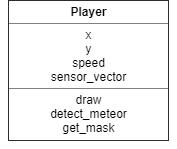 Player
x
y
speed
sensor_vector
draw
detect_meteor
get_mask